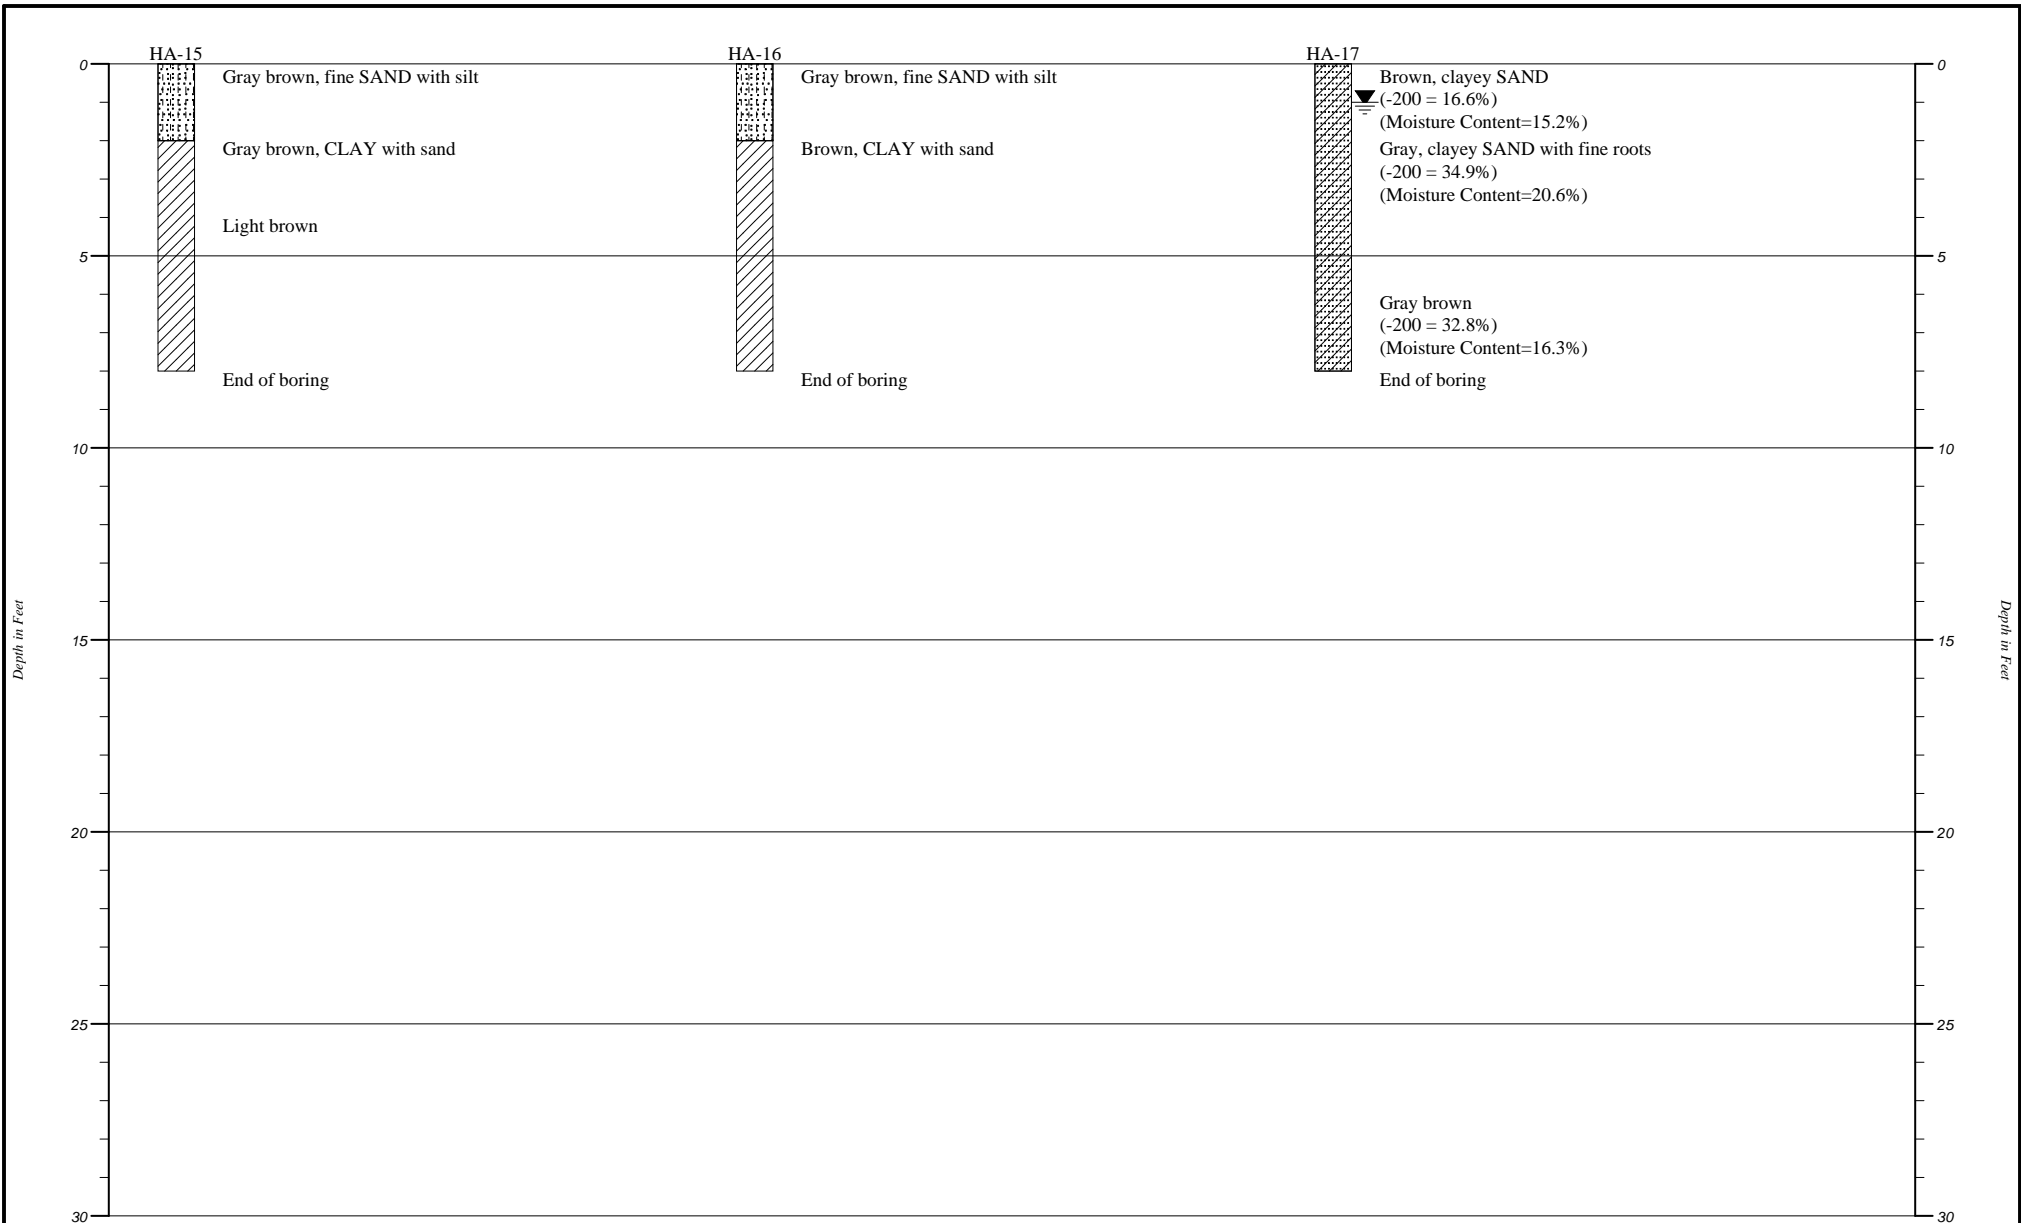 HA-15
HA-16
HA-17
0
0
Gray brown, fine SAND with silt
Gray brown, fine SAND with silt
Brown, clayey SAND
(-200 = 16.6%)
(Moisture Content=15.2%)
Gray brown, CLAY with sand
Brown, CLAY with sand
Gray, clayey SAND with fine roots
(-200 = 34.9%)
(Moisture Content=20.6%)
Light brown
5
5
Gray brown
(-200 = 32.8%)
(Moisture Content=16.3%)
End of boring
End of boring
End of boring
10
10
Depth in Feet
15
15
Depth in Feet
20
20
25
25
30
30